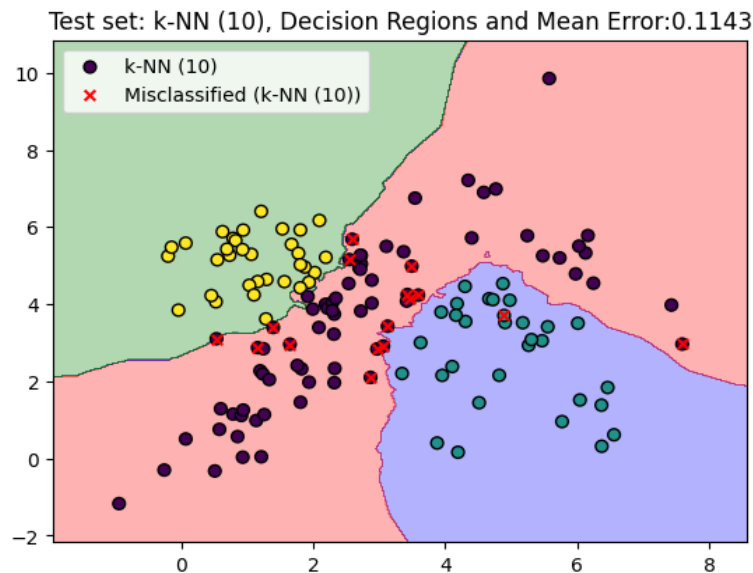 Test set: k-NN (10), Decision Regions and Mean Error:0.1143
k-NN (10)
Misclassified (k-NN (10))
10
8
6
4
2
0
−2
0 2 4 6 8